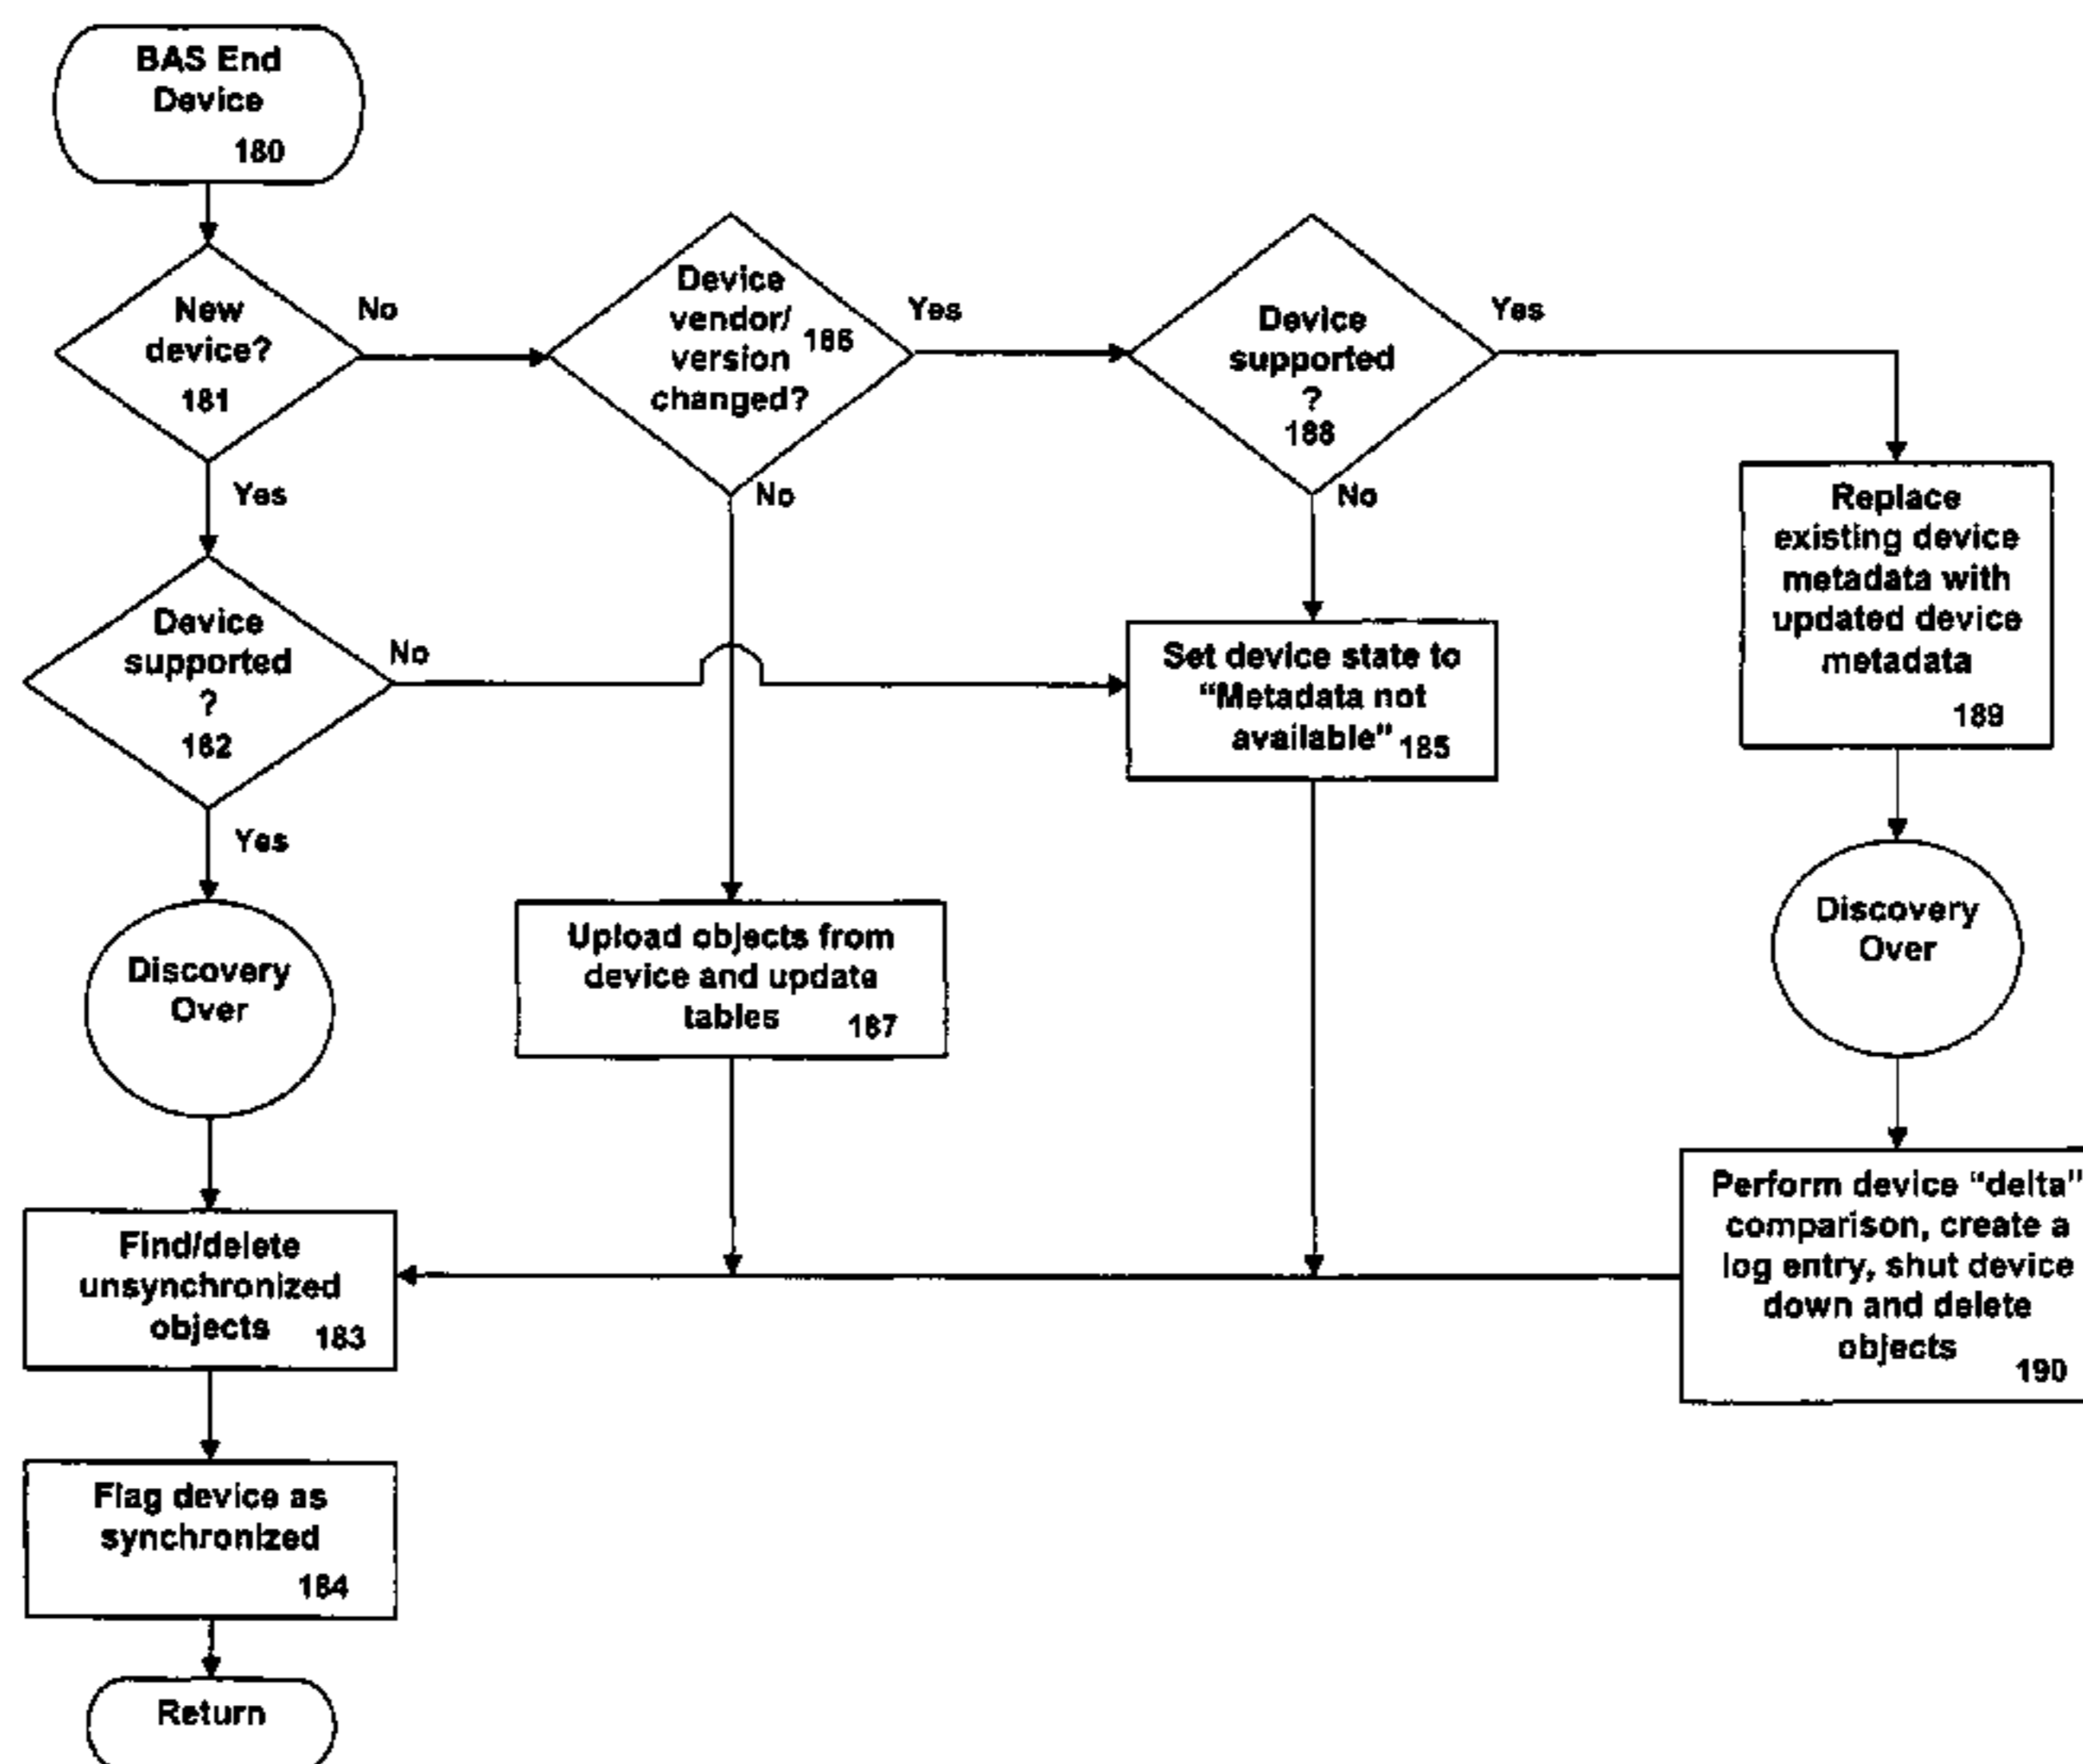 BAS End
Device
180
New
device?
181
No
Device
vendor/
version
changed?
186
Yes
Device
supported
?
188
Yes
Yes
No
No
Replace
existing device
metadata with
updated device
metadata
189
Device
supported
?
182
No
Set device state to
“Metadata not
available”
185
Yes
Discovery
Over
Upload objects from
device and update
tables
187
Discovery
Over
Find/delete
unsynchronized
objects
183
Perform device “delta”
comparison, create a
log entry, shut device
down and delete
objects
190
Flag device as
synchronized
184
Return